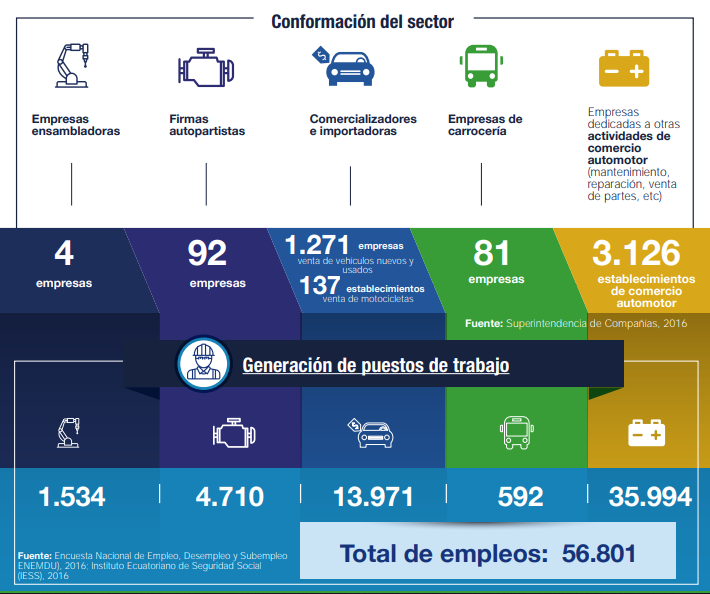 Conformación del sector
Empresas
ensambladoras
Firmas
autopartistas
Comercializadores
e importadoras
Empresas de
carrocería
Empresas
dedicadas a otras
actividades de
comercio
automotor
(mantenimiento,
reparación, venta
de partes, etc)
4
empresas
92
empresas
1.271 empresas
venta de vehículos nuevos y
usados
137 establecimientos
venta de motocicletas
81
empresas
3.126
establecimientos
de comercio
automotor
Fuente: Superintendencia de Compañias, 2016
Generación de puestos de trabajo
1.534
4.710
13.971
592
35.994
Fuente: Encuesta Nacional de Empleo, Desempleo y Subempleo
ENEMDU), 2016; Instituto Ecuatoriano de Seguridad Social
(IESS), 2016
Total de empleos: 56.801